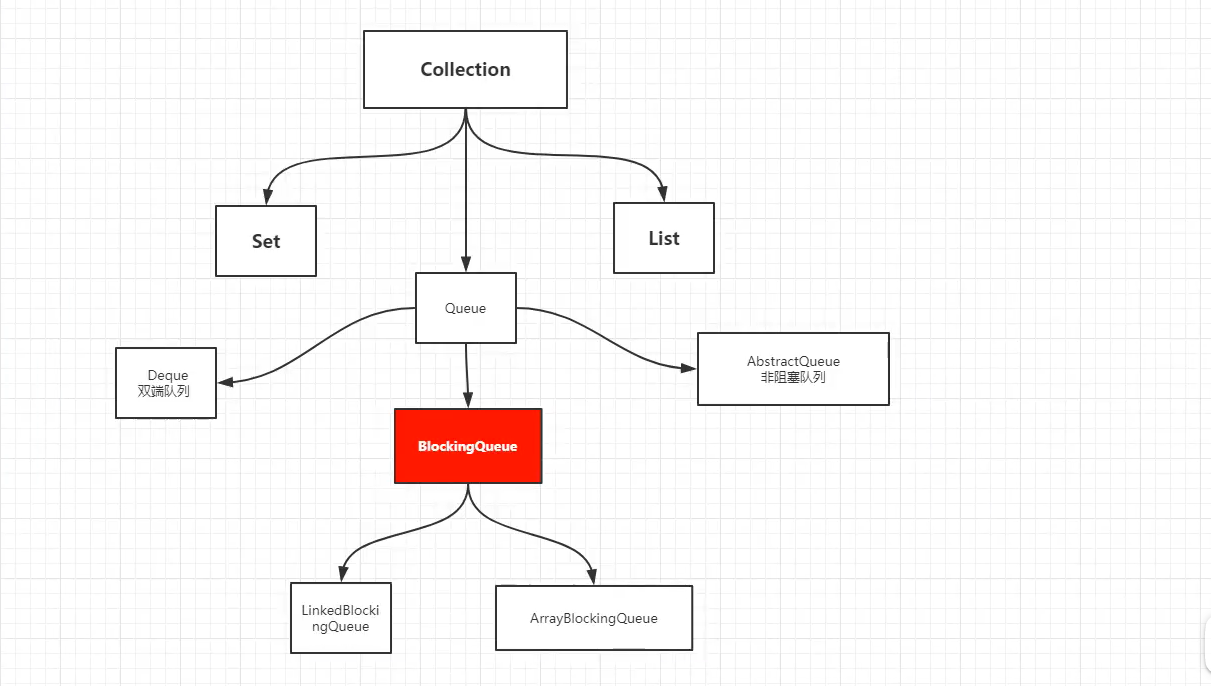 Collection
Set
List
Queue
Deque
双端队列
AbstractQueue
非阻塞队列
BlockingQueue
LinkedBlocki
ngQueue
ArrayBlockingQueue